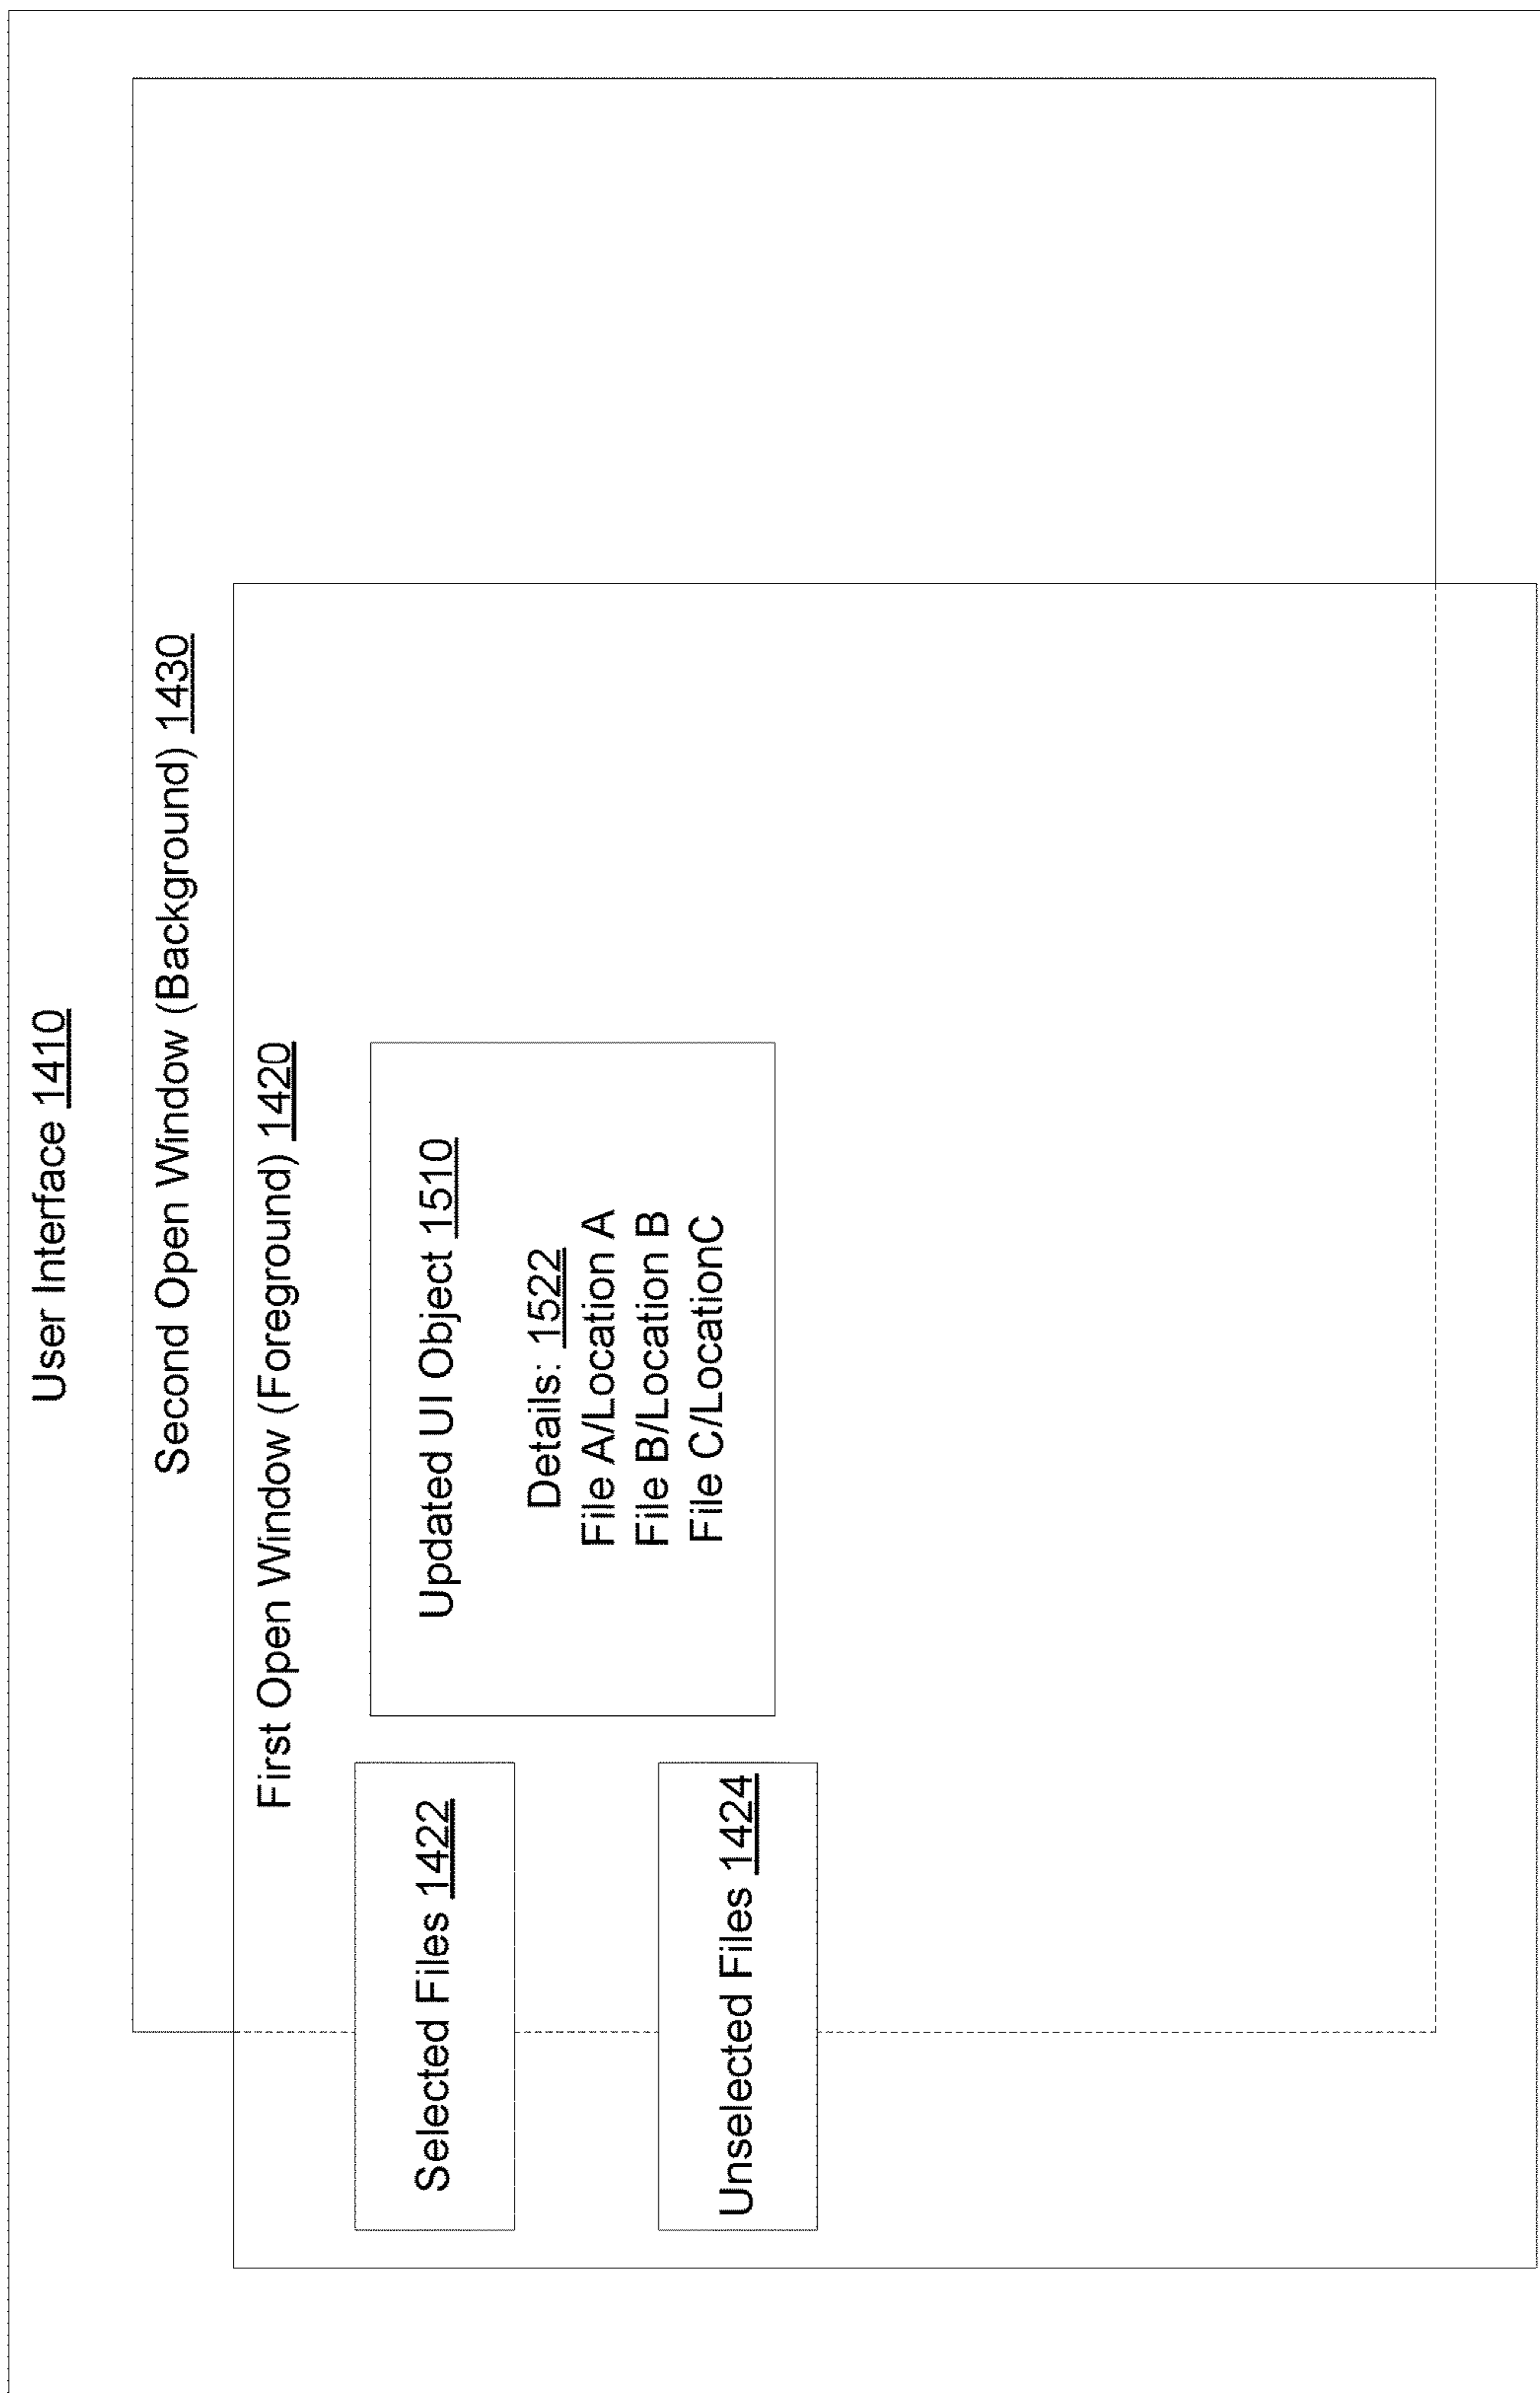 User Interface 1410
Second Open Window (Background) 1430
First Open Window (Foreground) 1420
Selected Files 1422
Unselected Files 1424
Updated UI Object 1510
Details: 1522
File A/Location A
File B/Location B
File C/LocationC